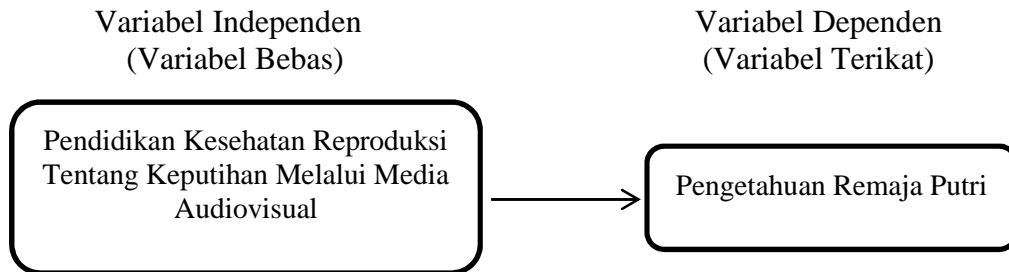 Variabel Independen
(Variabel Bebas)
Variabel Dependen
(Variabel Terikat)
Pendidikan Kesehatan Reproduksi
Tentang Keputihan Melalui Media
Audiovisual
Pengetahuan Remaja Putri